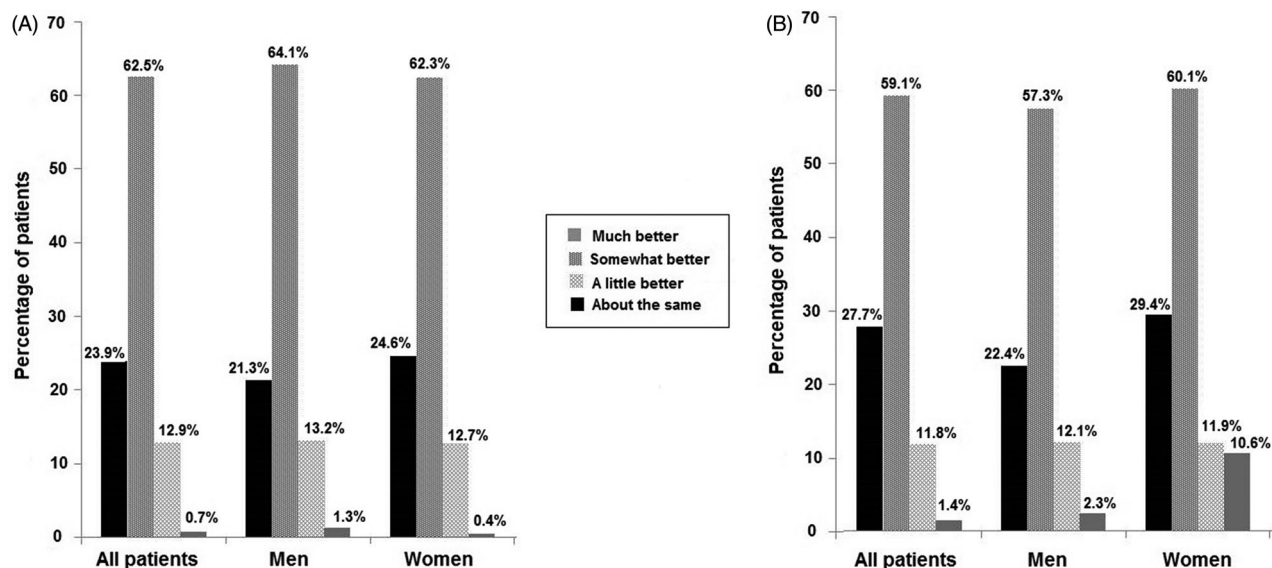 (A)
Percentage of patients
70
60
50
40
30
20
10
0
23.9%
62.5%
12.9%
0.7%
21.3%
64.1%
13.2%
1.3%
24.6%
62.3%
12.7%
0.4%
All patients
Men
Women
Much better
Somewhat better
A little better
About the same
(B)
Percentage of patients
70
60
50
40
30
20
10
0
27.7%
59.1%
11.8%
1.4%
22.4%
57.3%
12.1%
2.3%
29.4%
60.1%
11.9%
10.6%
All patients
Men
Women